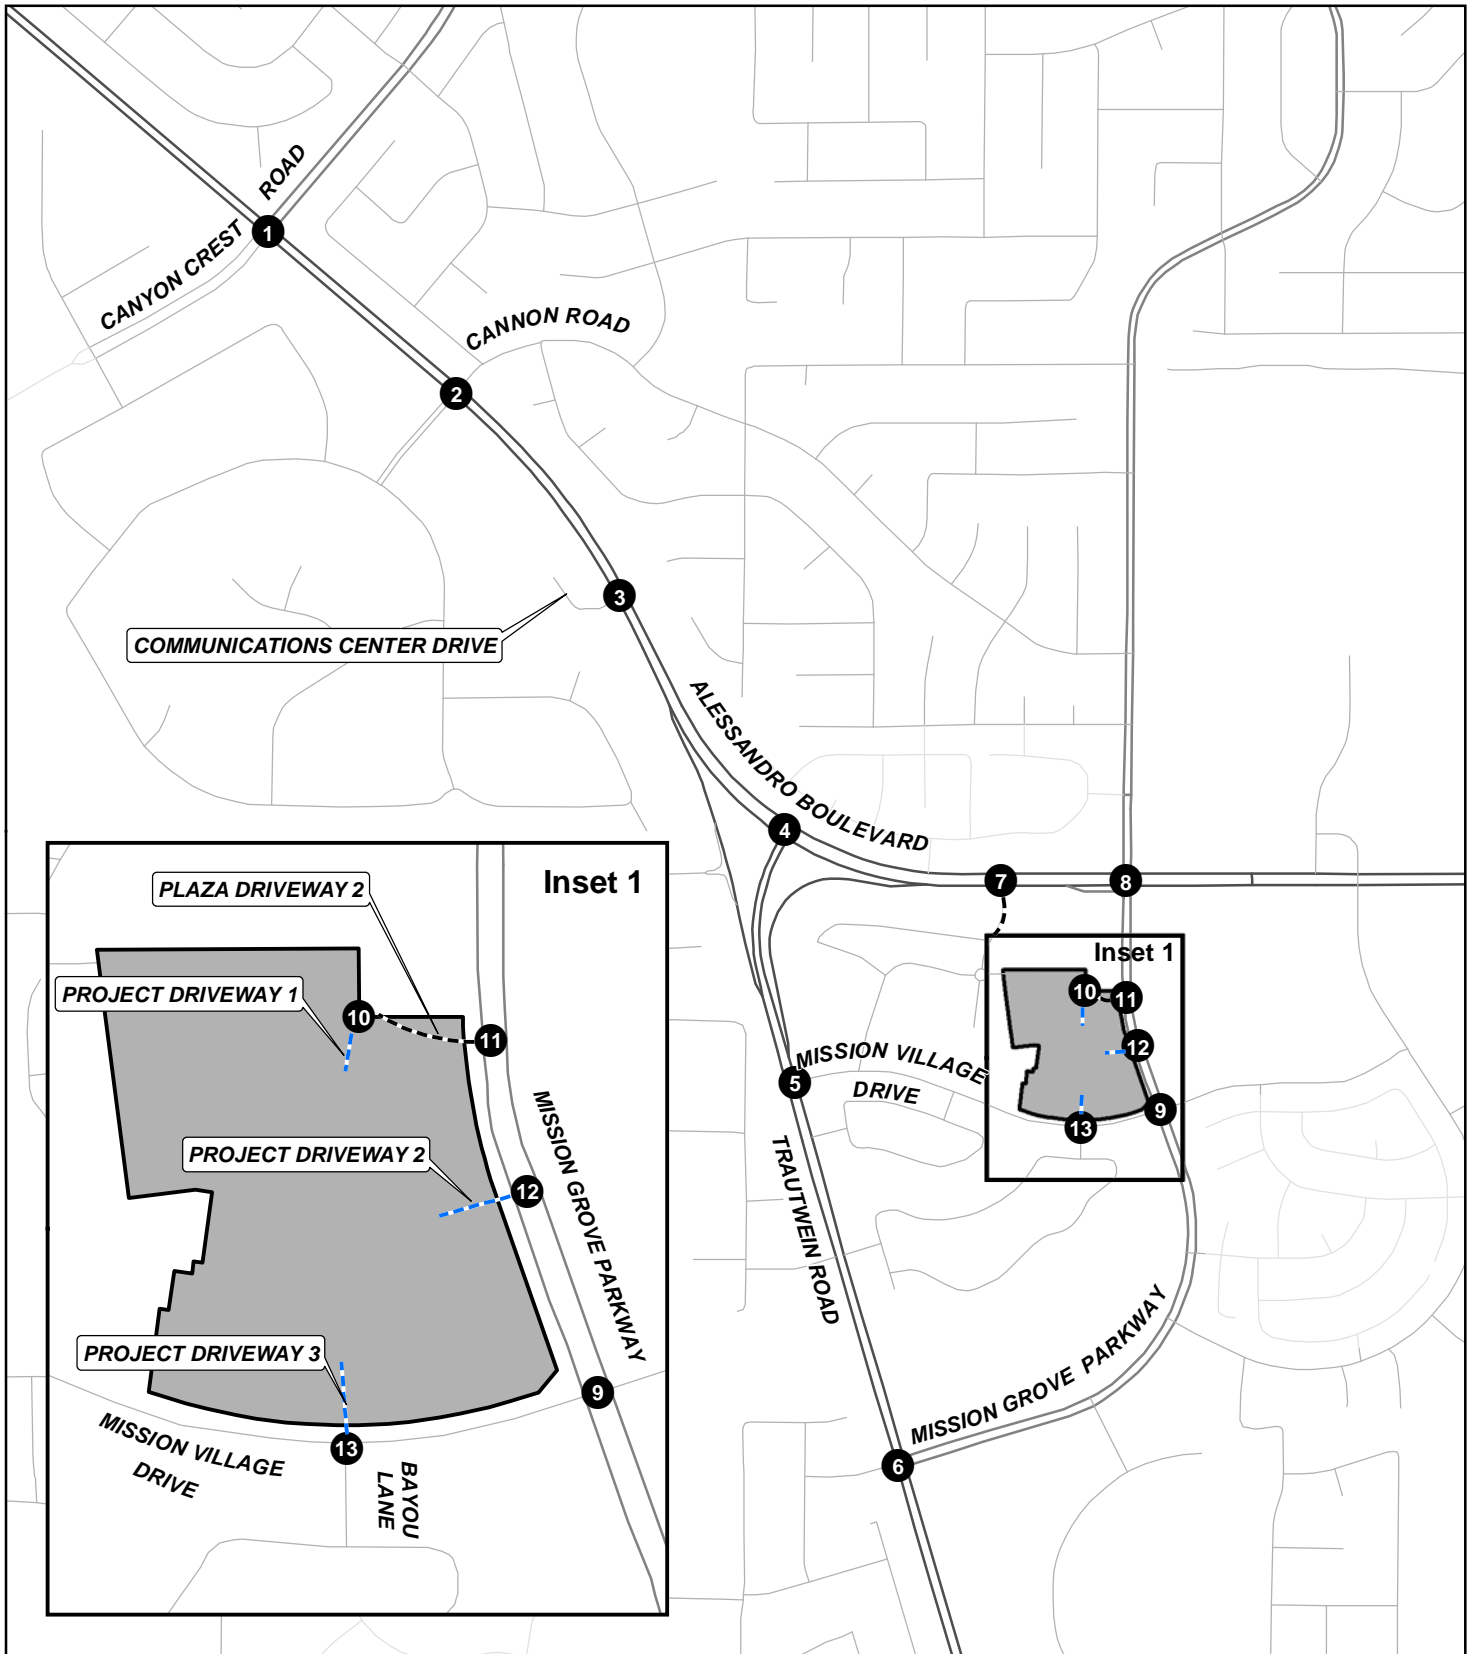 ROAD
1
CANYON CREST
CANNON ROAD
2
3
COMMUNICATIONS CENTER DRIVE
ALESSANDRO BOULEVARD
4
7
8
Inset 1
10
11
12
MISSION VILLAGE
DRIVE
5
9
13
TRAUTWEIN ROAD
MISSION GROVE PARKWAY
6
Inset 1
PLAZA DRIVEWAY 2
PROJECT DRIVEWAY 1
10
11
MISSION GROVE PARKWAY
PROJECT DRIVEWAY 2
12
PROJECT DRIVEWAY 3
9
MISSION VILLAGE
DRIVE
13
BAYOU
LANE